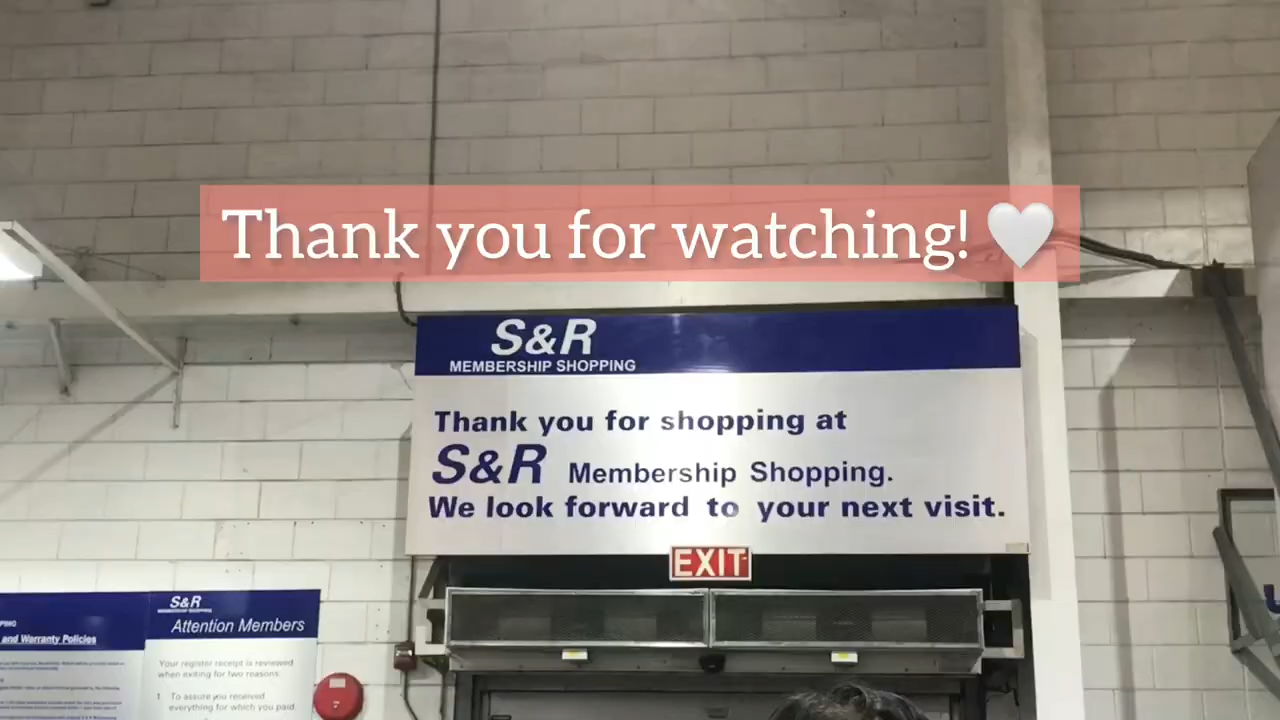 Thank you for watching! 🤍
S&R
MEMBERSHIP SHOPPING
Thank you for shopping at
S&R Membership Shopping.
We look forward to your next visit.
EXIT
and Warranty Policies
S&R
MEMBERSHIP SHOPPING
Attention Members
Your register receipt is reviewed
when exiting for two reasons:
1. To assure you received
everything for which you paid